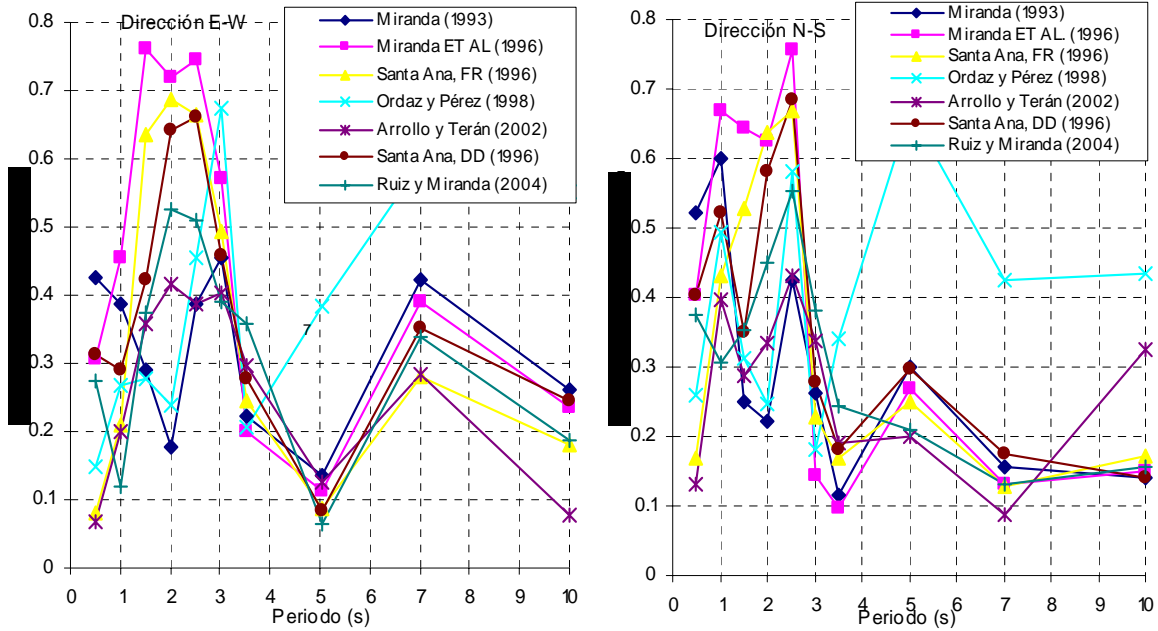 Dirección E-W
Miranda (1993)
Miranda ET AL (1996)
Santa Ana, FR (1996)
Ordaz y Pérez (1998)
Arrollo y Terán (2002)
Santa Ana, DD (1996)
Ruiz y Miranda (2004)
0.8
0.7
0.6
0.5
0.4
0.3
0.2
0.1
0
0 1 2 3 4 5 6 7 8 9 10
Periodo (s)
Dirección N-S
Miranda (1993)
Miranda ET AL. (1996)
Santa Ana, FR (1996)
Ordaz y Pérez (1998)
Arrollo y Terán (2002)
Santa Ana, DD (1996)
Ruiz y Miranda (2004)
0.8
0.7
0.6
0.5
0.4
0.3
0.2
0.1
0
0 1 2 3 4 5 6 7 8 9 10
Periodo (s)